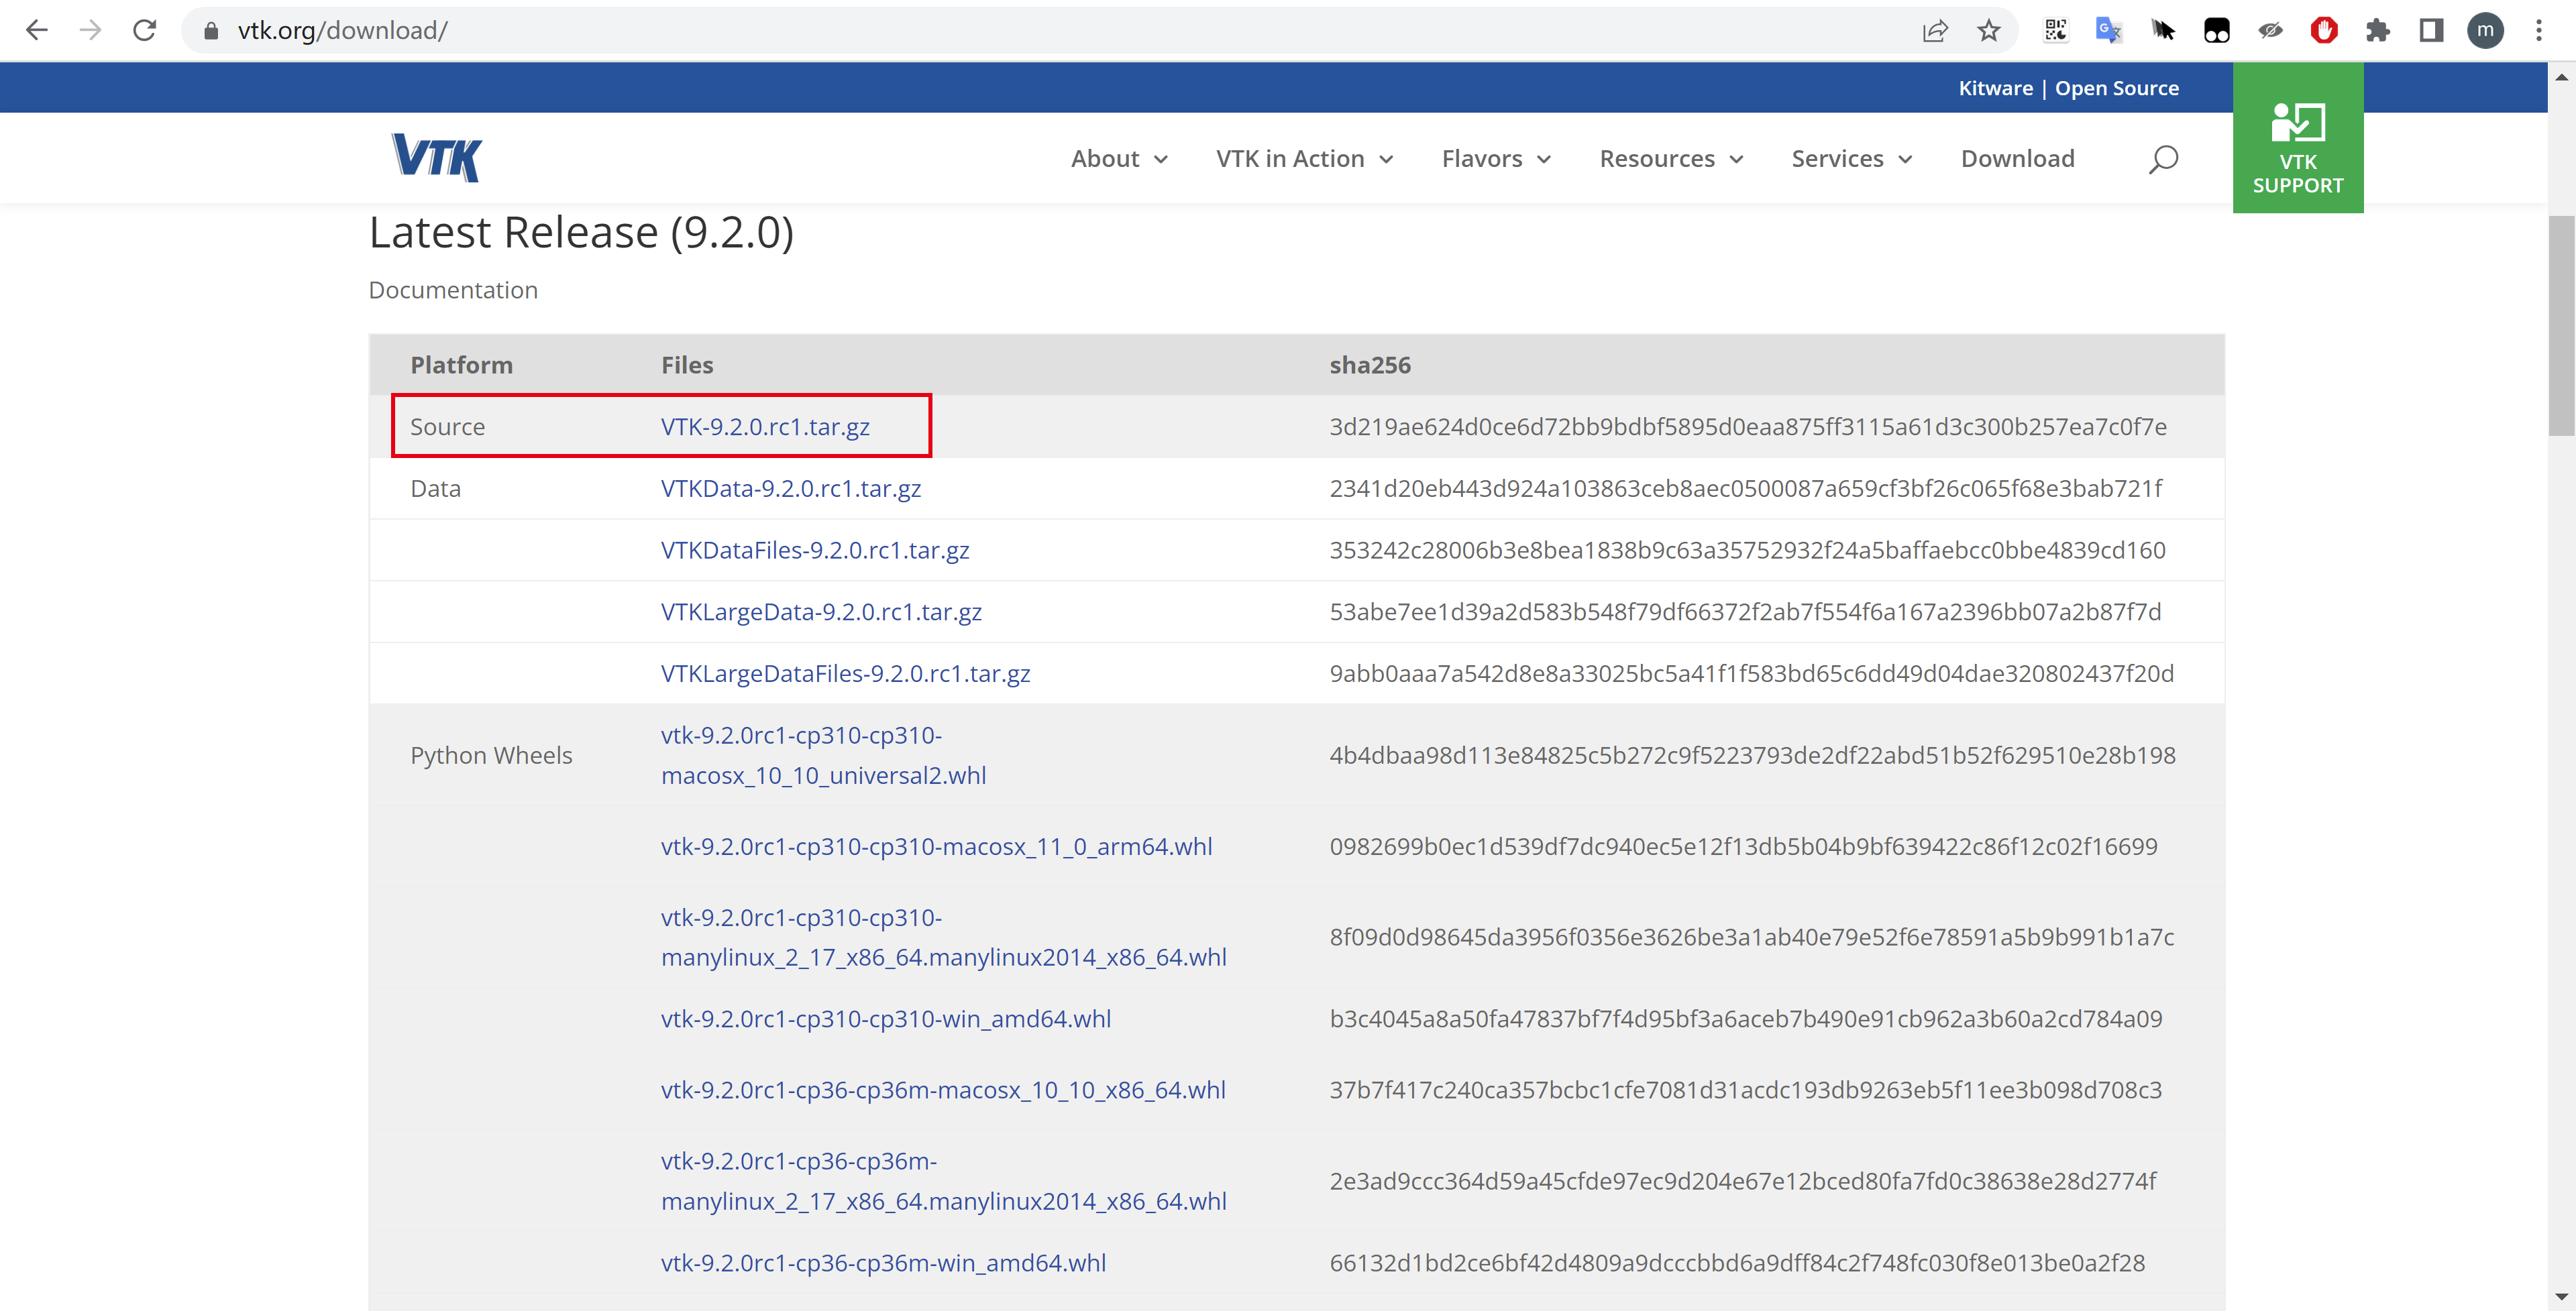 vtk.org/download/
m
Kitware | Open Source
VTK
About
VTK in Action
Flavors
Resources
Services
Download
VTK
SUPPORT
Latest Release (9.2.0)
Documentation
Platform Files sha256
Source VTK-9.2.0.rc1.tar.gz 3d219ae624d0ce6d72bb9bdbf5895d0eaa875ff3115a61d3c300b257ea7c0f7e
Data VTKData-9.2.0.rc1.tar.gz 2341d20eb443d924a103863ceb8aec0500087a659cf3bf26c065f68e3bab721f
VTKDataFiles-9.2.0.rc1.tar.gz 353242c28006b3e8bea1838b9c63a35752932f24a5baffaebcc0bbe4839cd160
VTKLargeData-9.2.0.rc1.tar.gz 53abe7ee1d39a2d583b548f79df66372f2ab7f554f6a167a2396bb07a2b87f7d
VTKLargeDataFiles-9.2.0.rc1.tar.gz 9abb0aaa7a542d8e8a33025bc5a41f1f583bd65c6dd49d04dae320802437f20d
Python Wheels vtk-9.2.0rc1-cp310-cp310-
macosx_10_10_universal2.whl 4b4dbaa98d113e84825c5b272c9f5223793de2df22abd51b52f629510e28b198
vtk-9.2.0rc1-cp310-cp310-macosx_11_0_arm64.whl 0982699b0ec1d539df7dc940ec5e12f13db5b04b9bf639422c86f12c02f16699
vtk-9.2.0rc1-cp310-cp310-
manylinux_2_17_x86_64.manylinux2014_x86_64.whl 8f09d0d98645da3956f0356e3626be3a1ab40e79e52f6e78591a5b9b991b1a7c
vtk-9.2.0rc1-cp310-cp310-win_amd64.whl b3c4045a8a50fa47837bf7f4d95bf3a6aceb7b490e91cb962a3b60a2cd784a09
vtk-9.2.0rc1-cp36-cp36m-macosx_10_10_x86_64.whl 37b7f417c240ca357bcbc1cfe7081d31acdc193db9263eb5f11ee3b098d708c3
vtk-9.2.0rc1-cp36-cp36m-
manylinux_2_17_x86_64.manylinux2014_x86_64.whl 2e3ad9ccc364d59a45cfde97ec9d204e67e12bced80fa7fd0c38638e28d2774f
vtk-9.2.0rc1-cp36-cp36m-win_amd64.whl 66132d1bd2ce6bf42d4809a9dcccbbd6a9dff84c2f748fc030f8e013be0a2f28